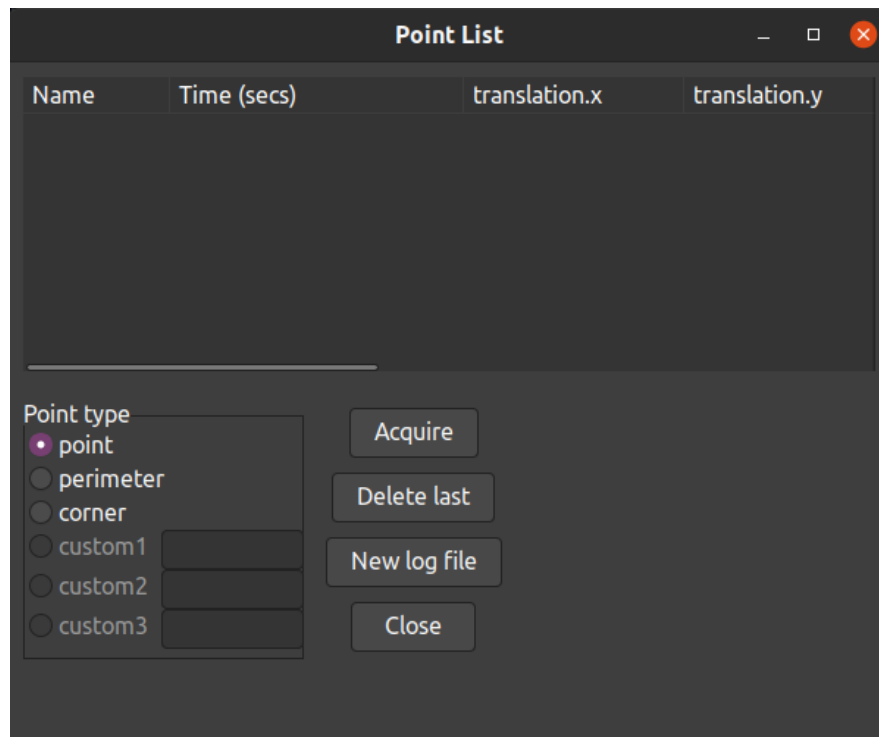 Point List
Name Time (secs) translation.x translation.y
Point type
point
perimeter
corner
custom1
custom2
custom3
Acquire
Delete last
New log file
Close